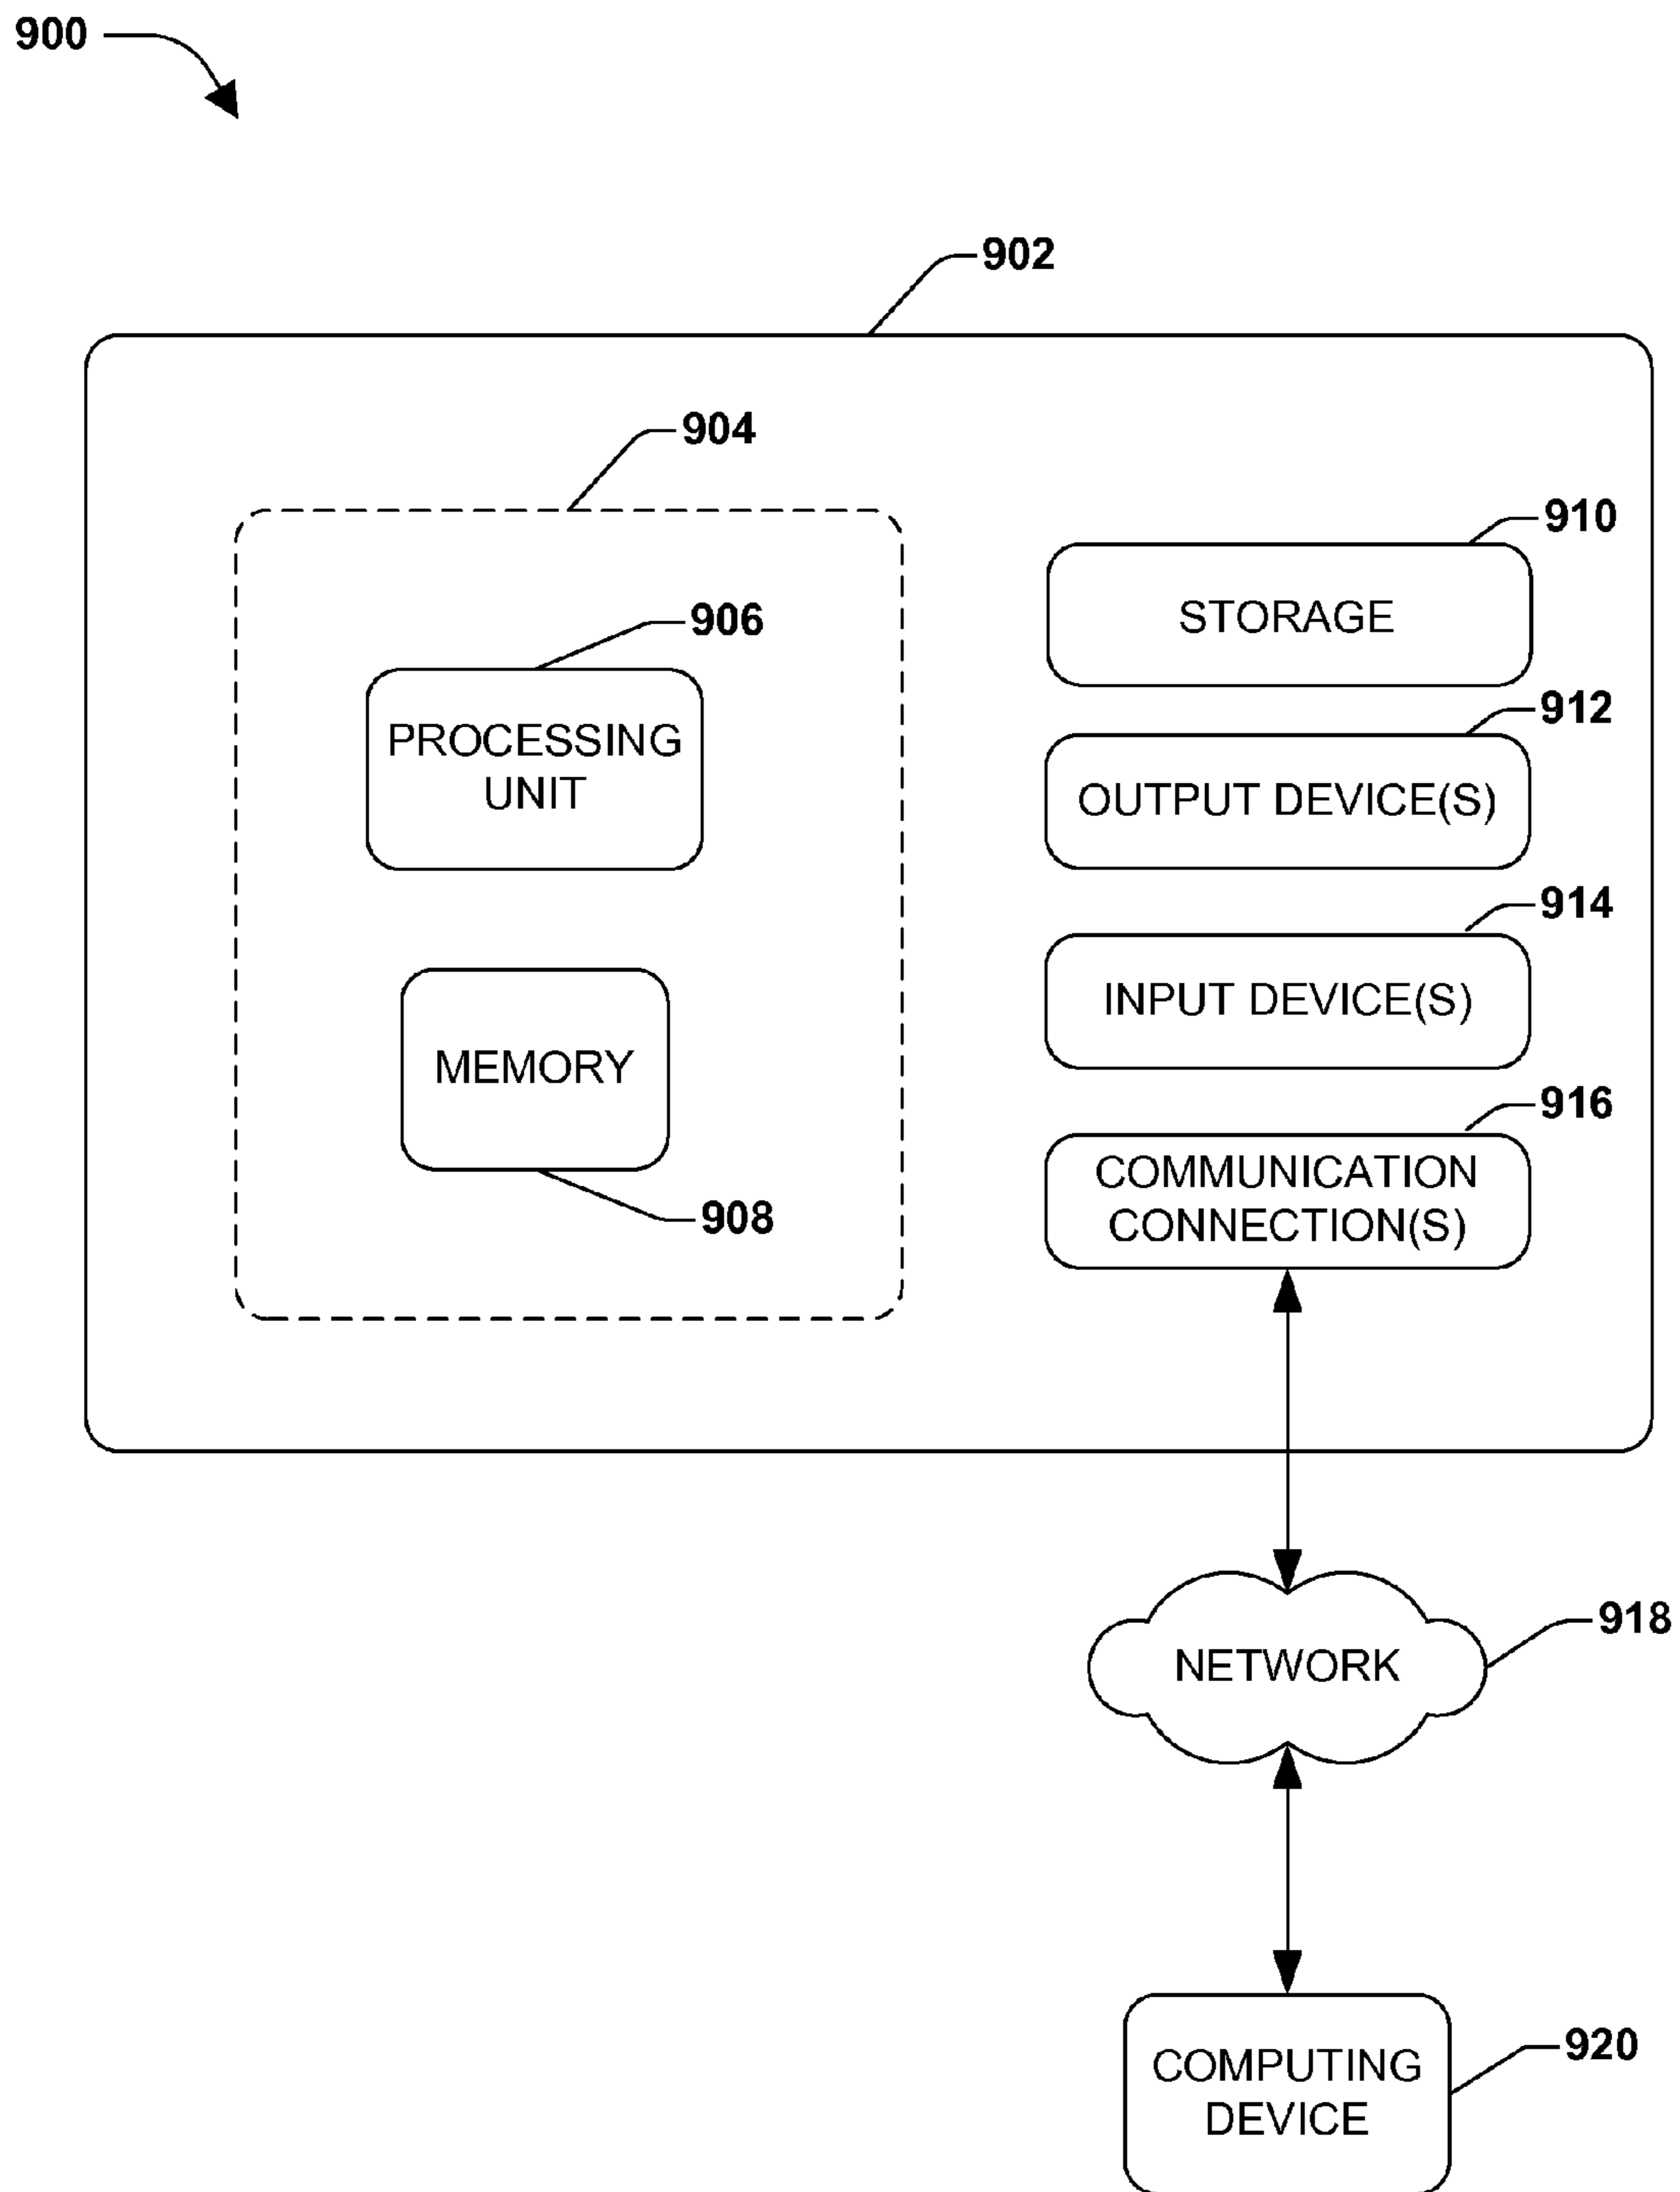 900
902
904
910
STORAGE
906
PROCESSING
UNIT
912
OUTPUT DEVICE(S)
914
INPUT DEVICE(S)
MEMORY
908
916
COMMUNICATION
CONNECTION(S)
918
NETWORK
920
COMPUTING
DEVICE